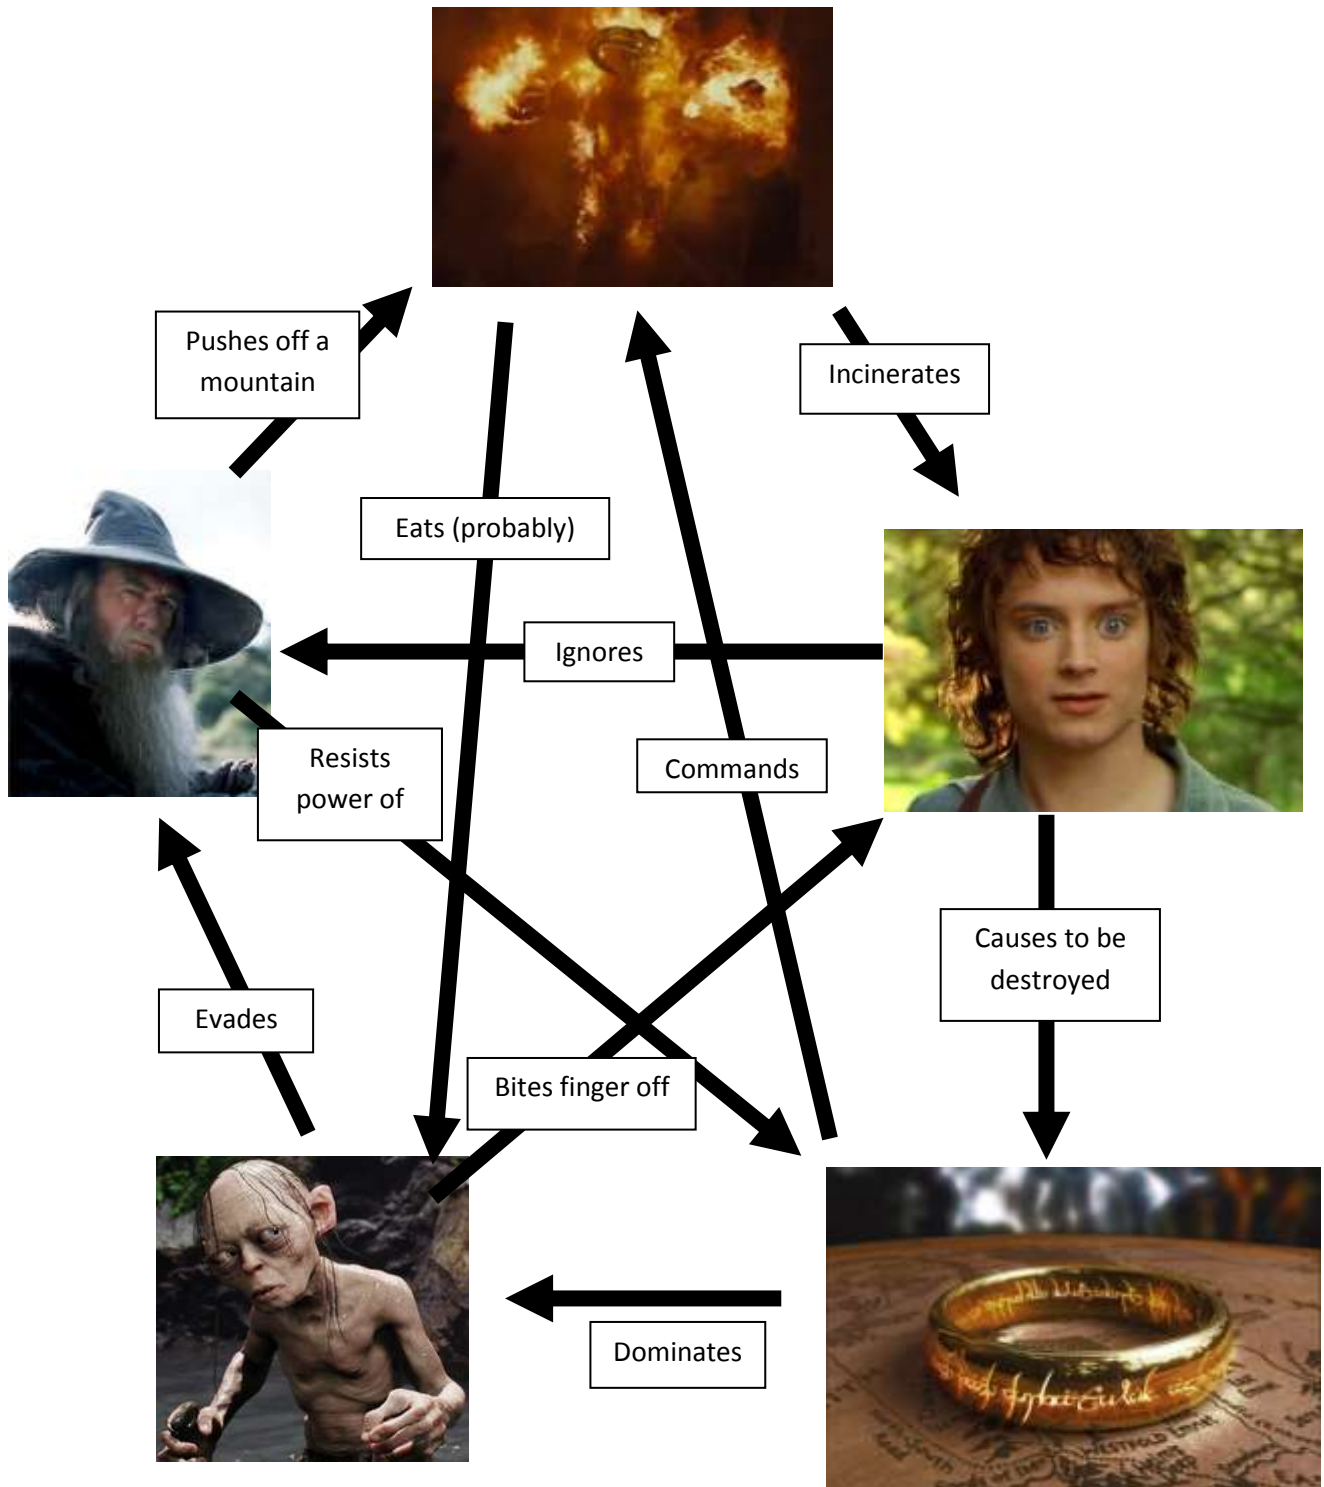 Pushes off a
mountain
Incinerates
Eats (probably)
Ignores
Resists
power of
Commands
Causes to be
destroyed
Evades
Bites finger off
Dominates